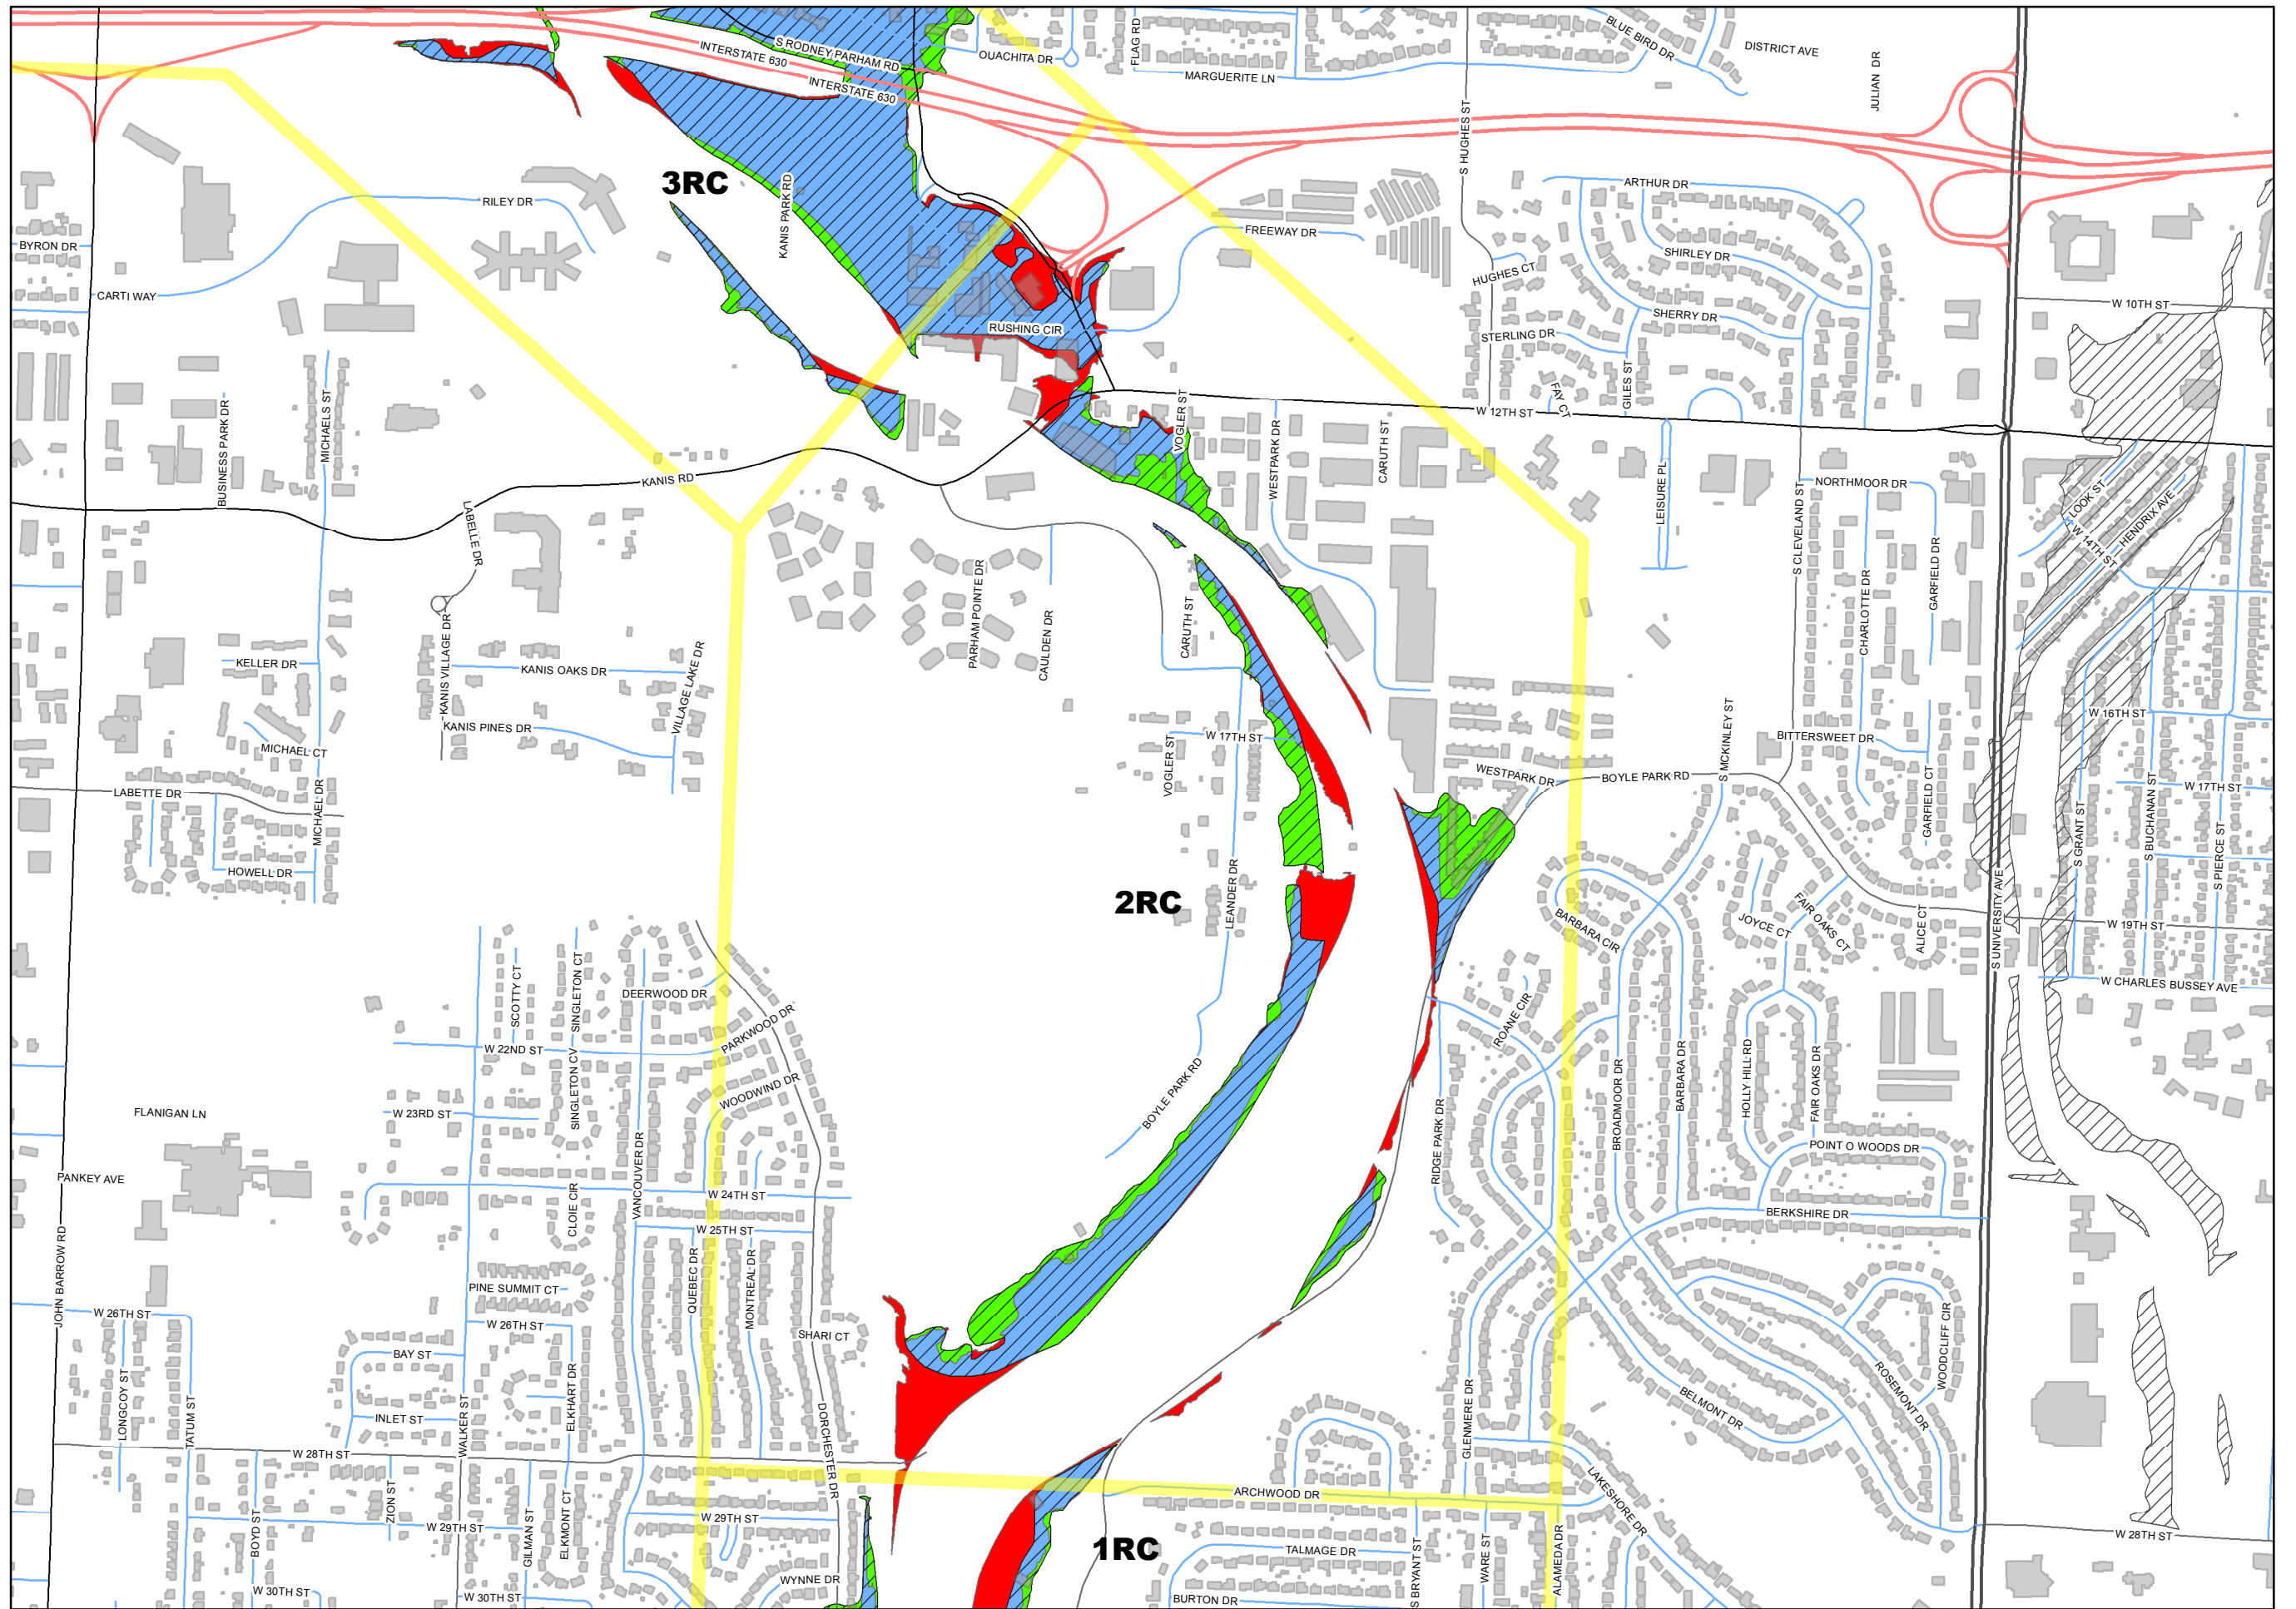 BLUE BIRD DR
FLAG RD
S RODNEY PARHAM RD
DISTRICT AVE
INTERSTATE 630
OUACHITA DR
MARGUERITE LN
JULIAN DR
INTERSTATE 630
S HUGHES ST
3RC
ARTHUR DR
RILEY DR
KANIS PARK RD
FREEWAY DR
BYRON DR
SHIRLEY DR
HUGHES CT
CARTI WAY
W 10TH ST
SHERRY DR
RUSHING CIR
STERLING DR
GILES ST
FAY CT
MICHAELS ST
W 12TH ST
VOGLER ST
BUSINESS PARK DR
WESTPARK DR
CARUTH ST
KANIS RD
LEISURE PL
NORTHMOOR DR
LOOK ST
HENDRIX AVE
W 14TH ST
LABELLE DR
S CLEVELAND ST
GARFIELD DR
CHARLOTTE DR
PARHAM POINTE DR
CAULDEN DR
CARUTH ST
KANIS VILLAGE DR
KELLER DR
KANIS OAKS DR
VILLAGE LAKE DR
W 16TH ST
KANIS PINES DR
W 17TH ST
BITTERSWEET DR
MICHAEL CT
S MCKINLEY ST
VOGLER ST
WESTPARK DR
BOYLE PARK RD
W 17TH ST
LABETTE DR
MICHAEL DR
GARFIELD CT
S GRANT ST
S BUCHANAN ST
S PIERCE ST
HOWELL DR
LEANDER DR
2RC
BARBARA CIR
JOYCE CT
FAIR OAKS CT
ALICE CT
S UNIVERSITY AVE
W 19TH ST
SCOTTY CT
SINGLETON CT
DEERWOOD DR
W CHARLES BUSSEY AVE
ROANE CIR
PARKWOOD DR
W 22ND ST
SINGLETON CV
WOODWIND DR
BOYLE PARK RD
BROADMOOR DR
BARBARA DR
HOLLY HILL RD
FAIR OAKS DR
FLANIGAN LN
W 23RD ST
RIDGE PARK DR
POINT O WOODS DR
PANKEY AVE
VANCOUVER DR
CLOIE CIR
W 24TH ST
BERKSHIRE DR
W 25TH ST
JOHN BARROW RD
QUEBEC DR
MONTREAL DR
PINE SUMMIT CT
W 26TH ST
W 26TH ST
SHARI CT
WOODCLIFF CIR
BAY ST
ROSEMONT DR
LONGCOY ST
TATUM ST
INLET ST
WALKER ST
ELKHART DR
DORCHESTER DR
GLENMERE DR
BELMONT DR
W 28TH ST
ARCHWOOD DR
LAKESHORE DR
ZION ST
BOYD ST
W 29TH ST
GILMAN ST
ELKMONT CT
W 29TH ST
1RC
W 28TH ST
TALMAGE DR
S BRYANT ST
WARE ST
ALAMEDA DR
WYNNE DR
W 30TH ST
W 30TH ST
BURTON DR